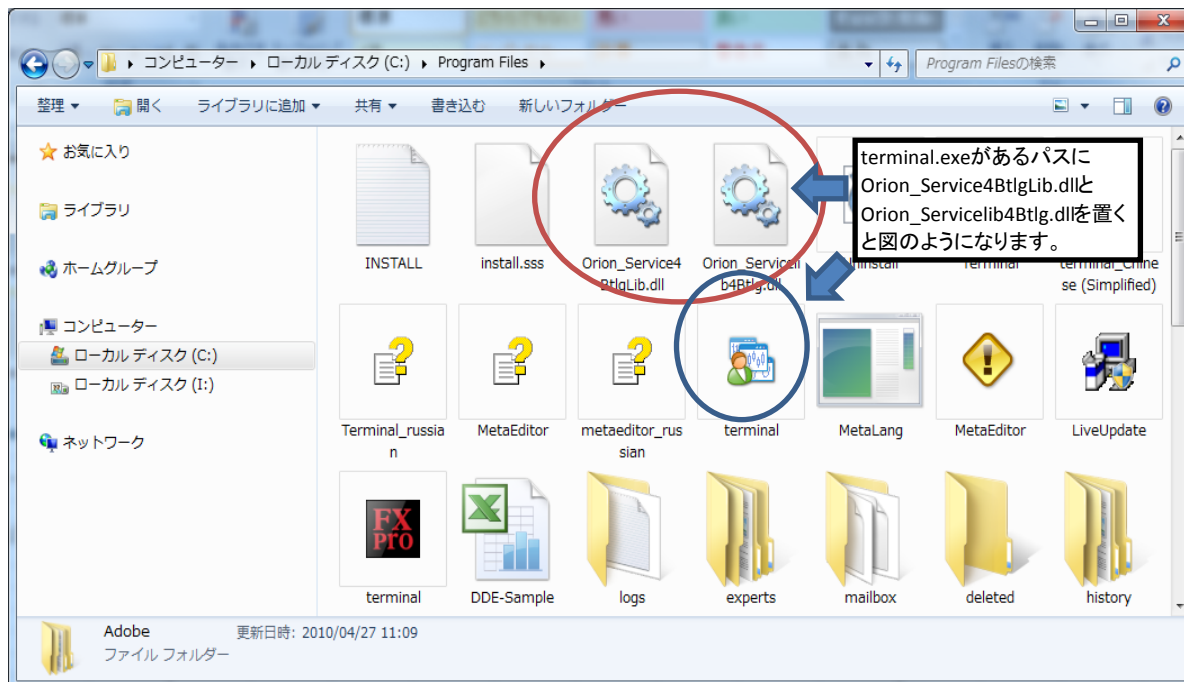 コンピューター ローカル ディスク (C:) Program Files
Program Filesの検索
整理 開く ライブラリに追加 共有 書き込む 新しいフォルダー
お気に入り
ライブラリ
ホームグループ
コンピューター
ローカル ディスク (C:)
ローカル ディスク (I:)
ネットワーク
terminal.exeがあるパスに
Orion_Service4BtlgLib.dllと
Orion_Servicelib4Btlg.dllを置く
と図のようになります。
INSTALL
install.sss
Orion_Service4
BtlgLib.dll
Orion_Serviceli
b4Btlg.dll
Uninstall
Terminal
terminal_Chine
se (Simplified)
Terminal_russia
n
MetaEditor
metaeditor_rus
sian
terminal
MetaLang
MetaEditor
LiveUpdate
FX
Pro
terminal
DDE-Sample
logs
experts
mailbox
deleted
history
Adobe 更新日時: 2010/04/27 11:09
ファイル フォルダー